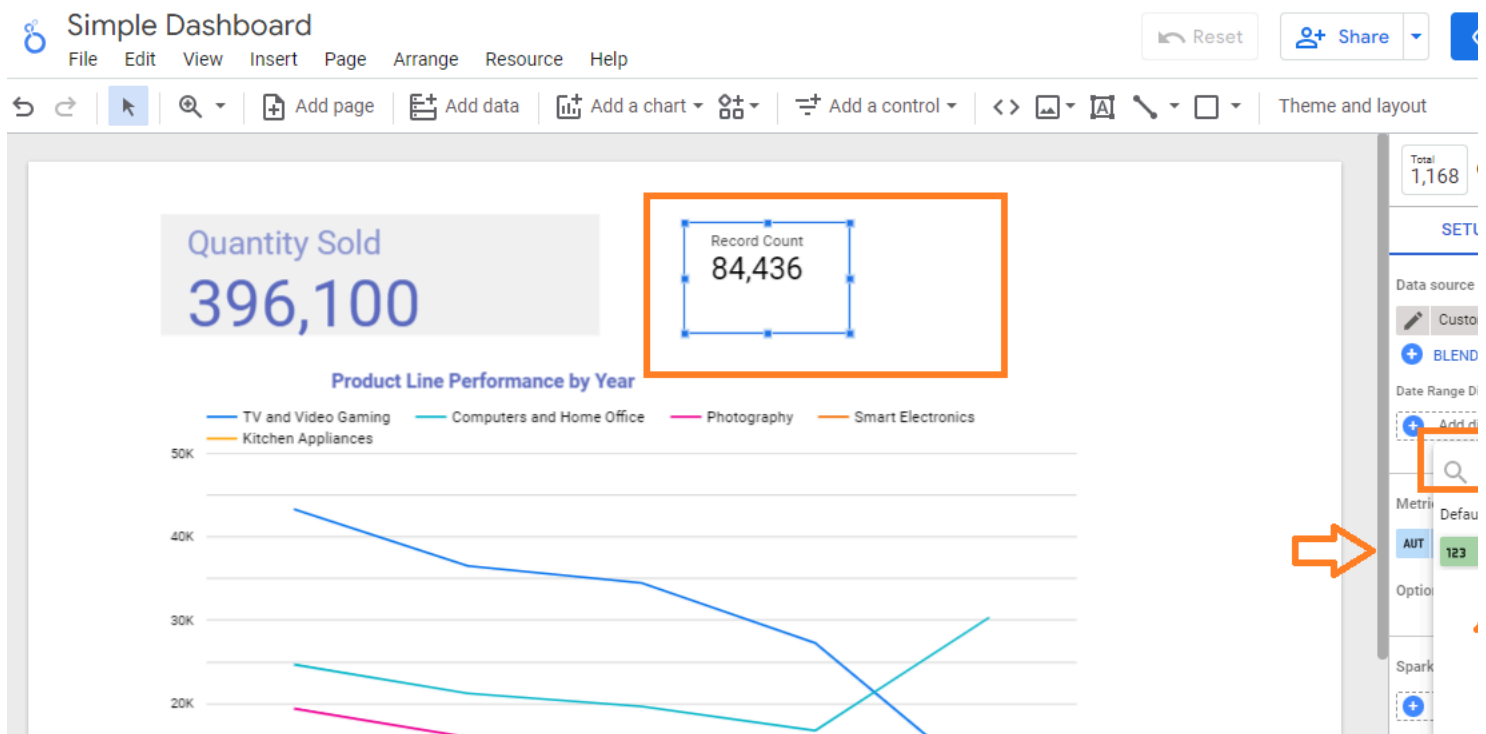 Simple Dashboard
File Edit View Insert Page Arrange Resource Help
Reset
Share
Add page
Add data
Add a chart
Add a control
Theme and layout
Quantity Sold
396,100
Record Count
84,436
Product Line Performance by Year
TV and Video Gaming
Computers and Home Office
Photography
Smart Electronics
Kitchen Appliances
50K
40K
30K
20K
Total
1,168
SETU
Data source
Custo
BLEND
Date Range Di
Add di
Metri
Defau
AUT
123
Optio
Spark